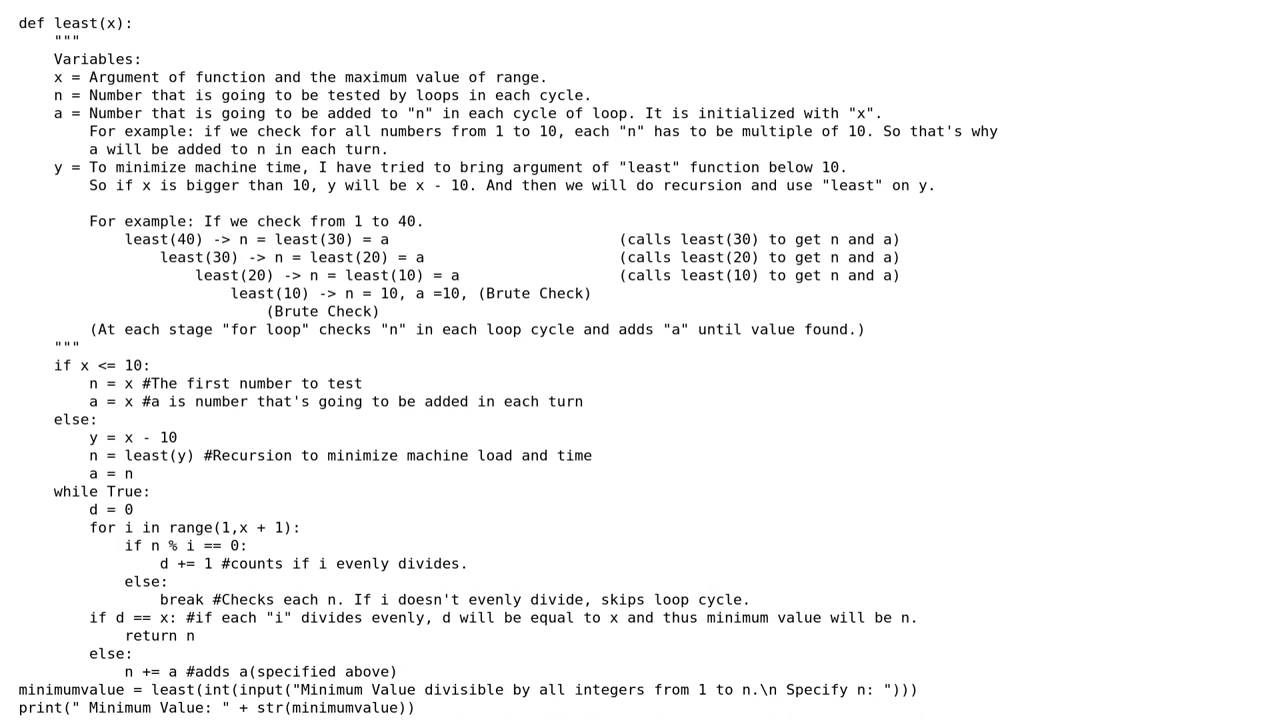 def least(x):
    """
    Variables:
    x = Argument of function and the maximum value of range.
    n = Number that is going to be tested by loops in each cycle.
    a = Number that is going to be added to "n" in each cycle of loop. It is initialized with "x".
        For example: if we check for all numbers from 1 to 10, each "n" has to be multiple of 10. So that's why
        a will be added to n in each turn.
    y = To minimize machine time, I have tried to bring argument of "least" function below 10.
        So if x is bigger than 10, y will be x - 10. And then we will do recursion and use "least" on y.

        For example: If we check from 1 to 40.
            least(40) -> n = least(30) = a                          (calls least(30) to get n and a)
                least(30) -> n = least(20) = a                      (calls least(20) to get n and a)
                    least(20) -> n = least(10) = a                  (calls least(10) to get n and a)
                        least(10) -> n = 10, a =10, (Brute Check)
                            (Brute Check)
        (At each stage "for loop" checks "n" in each loop cycle and adds "a" until value found.)
    """
    if x <= 10:
        n = x #The first number to test
        a = x #a is number that's going to be added in each turn
    else:
        y = x - 10
        n = least(y) #Recursion to minimize machine load and time
        a = n
    while True:
        d = 0
        for i in range(1,x + 1):
            if n % i == 0:
                d += 1 #counts if i evenly divides.
            else:
                break #Checks each n. If i doesn't evenly divide, skips loop cycle.
        if d == x: #if each "i" divides evenly, d will be equal to x and thus minimum value will be n.
            return n
        else:
            n += a #adds a(specified above)
minimumvalue = least(int(input("Minimum Value divisible by all integers from 1 to n.\n Specify n: ")))
print(" Minimum Value: " + str(minimumvalue))